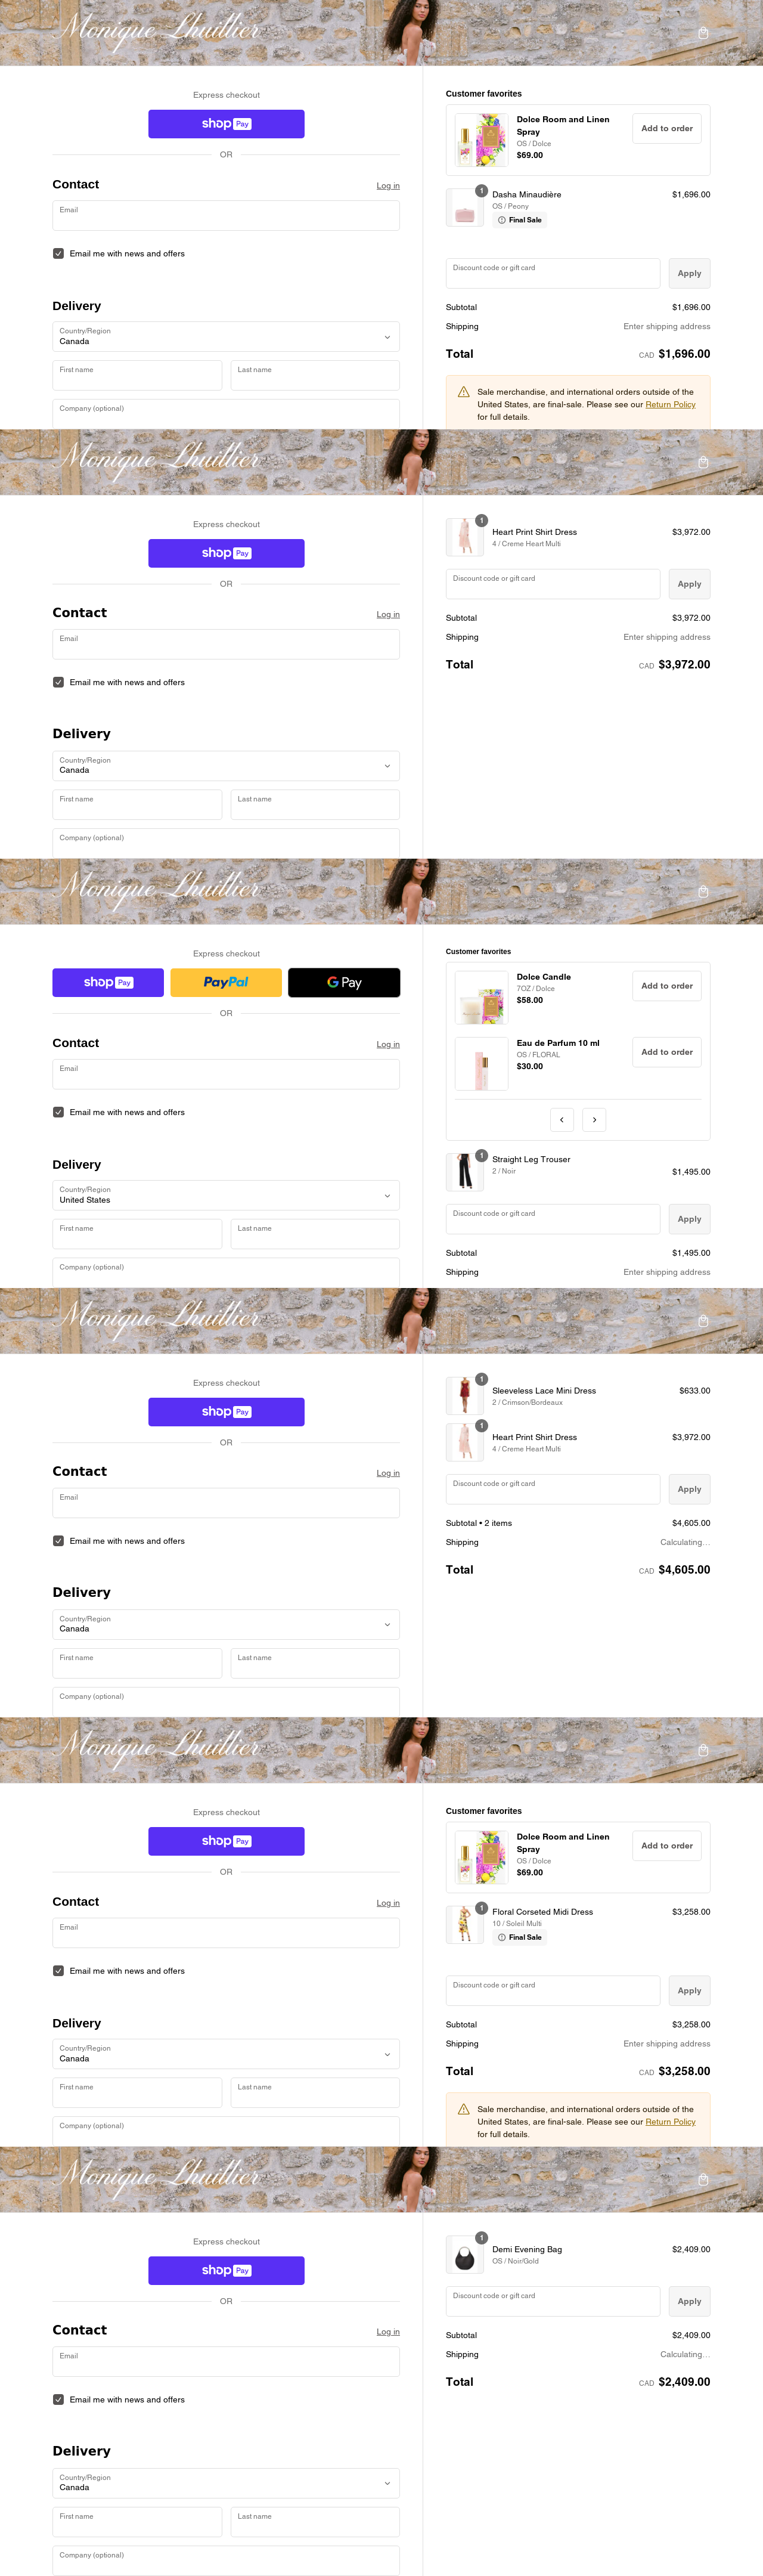 Monique Lhuillier
Express checkout
shop Pay
OR
Contact
Log in
Email
Email me with news and offers
Delivery
Country/Region
Canada
First name
Last name
Company (optional)
Customer favorites
Dolce Room and Linen
Spray
OS / Dolce
$69.00
Add to order
1
Dasha Minaudière
OS / Peony
Final Sale
$1,696.00
Discount code or gift card
Apply
Subtotal
$1,696.00
Shipping
Enter shipping address
Total
CAD $1,696.00
Sale merchandise, and international orders outside of the
United States, are final-sale. Please see our Return Policy
for full details.
Monique Lhuillier
Express checkout
shop Pay
OR
Contact
Log in
Email
Email me with news and offers
Delivery
Country/Region
Canada
First name
Last name
Company (optional)
1
Heart Print Shirt Dress
4 / Creme Heart Multi
$3,972.00
Discount code or gift card
Apply
Subtotal
$3,972.00
Shipping
Enter shipping address
Total
CAD $3,972.00
Monique Lhuillier
Express checkout
shop Pay
PayPal
G Pay
OR
Contact
Log in
Email
Email me with news and offers
Delivery
Country/Region
United States
First name
Last name
Company (optional)
Customer favorites
Dolce Candle
7OZ / Dolce
$58.00
Add to order
Eau de Parfum 10 ml
OS / FLORAL
$30.00
Add to order
1
Straight Leg Trouser
2 / Noir
$1,495.00
Discount code or gift card
Apply
Subtotal
$1,495.00
Shipping
Enter shipping address
Monique Lhuillier
Express checkout
shop Pay
OR
Contact
Log in
Email
Email me with news and offers
Delivery
Country/Region
Canada
First name
Last name
Company (optional)
1
Sleeveless Lace Mini Dress
2 / Crimson/Bordeaux
$633.00
1
Heart Print Shirt Dress
4 / Creme Heart Multi
$3,972.00
Discount code or gift card
Apply
Subtotal • 2 items
$4,605.00
Shipping
Calculating…
Total
CAD $4,605.00
Monique Lhuillier
Express checkout
shop Pay
OR
Contact
Log in
Email
Email me with news and offers
Delivery
Country/Region
Canada
First name
Last name
Company (optional)
Customer favorites
Dolce Room and Linen
Spray
OS / Dolce
$69.00
Add to order
1
Floral Corseted Midi Dress
10 / Soleil Multi
Final Sale
$3,258.00
Discount code or gift card
Apply
Subtotal
$3,258.00
Shipping
Enter shipping address
Total
CAD $3,258.00
Sale merchandise, and international orders outside of the
United States, are final-sale. Please see our Return Policy
for full details.
Monique Lhuillier
Express checkout
shop Pay
OR
Contact
Log in
Email
Email me with news and offers
Delivery
Country/Region
Canada
First name
Last name
Company (optional)
1
Demi Evening Bag
OS / Noir/Gold
$2,409.00
Discount code or gift card
Apply
Subtotal
$2,409.00
Shipping
Calculating…
Total
CAD $2,409.00